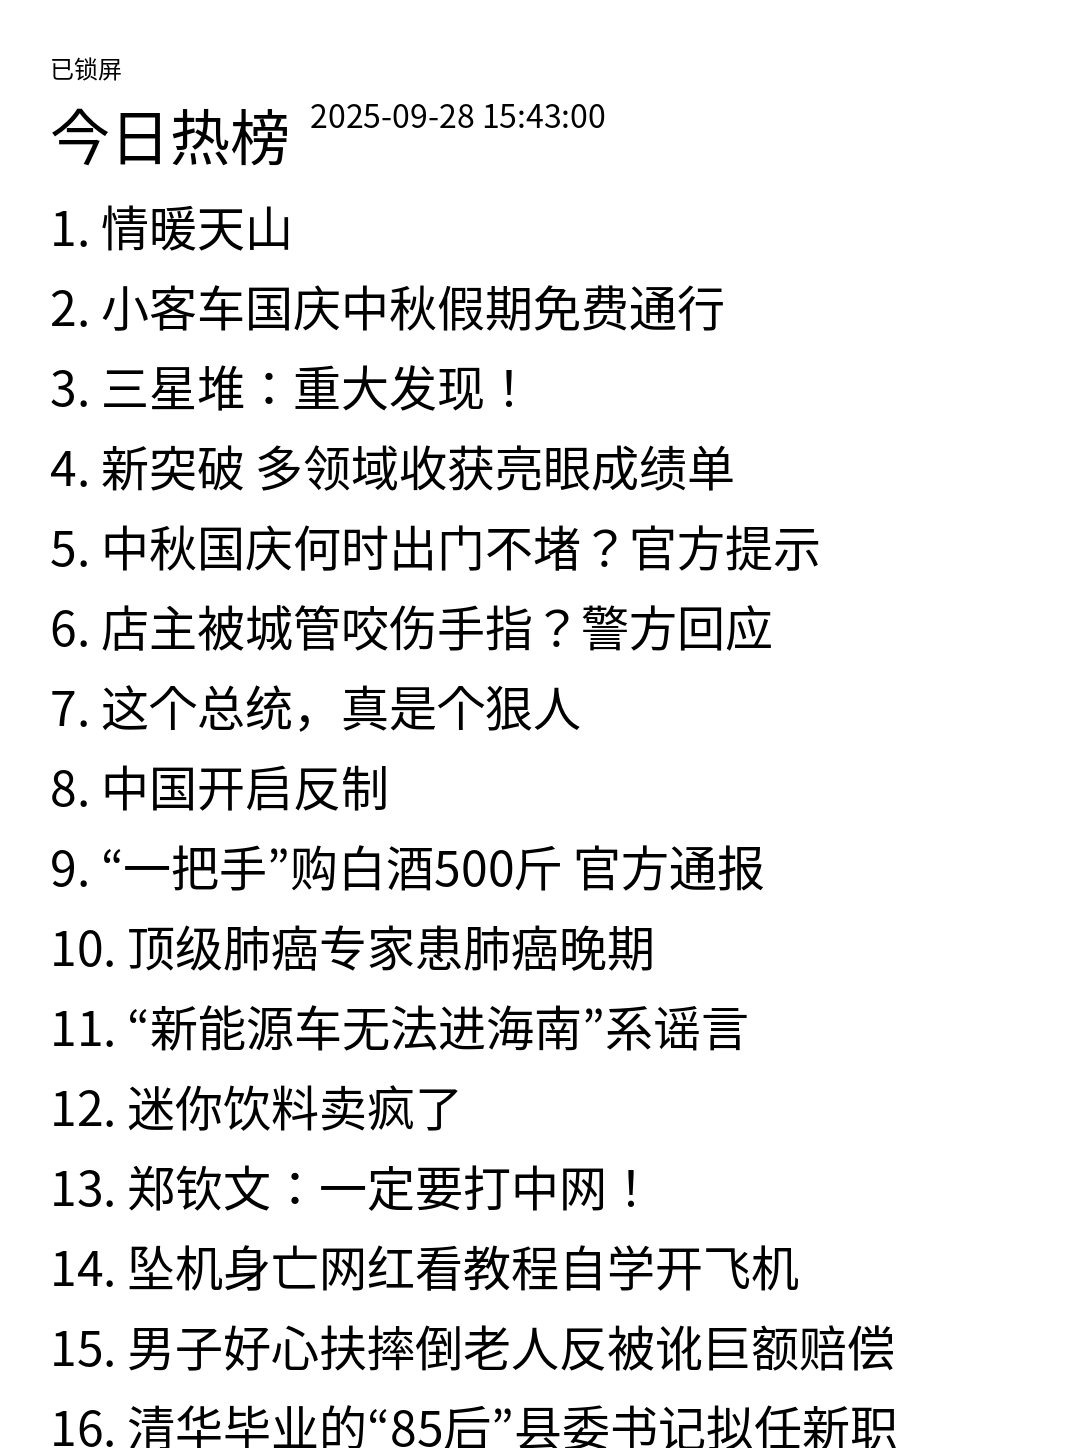 已锁屏
今日热榜 2025-09-28 15:43:00
1. 情暖天山
2. 小客车国庆中秋假期免费通行
3. 三星堆：重大发现！
4. 新突破 多领域收获亮眼成绩单
5. 中秋国庆何时出门不堵？官方提示
6. 店主被城管咬伤手指？警方回应
7. 这个总统，真是个狠人
8. 中国开启反制
9. “一把手”购白酒500斤 官方通报
10. 顶级肺癌专家患肺癌晚期
11. “新能源车无法进海南”系谣言
12. 迷你饮料卖疯了
13. 郑钦文：一定要打中网！
14. 坠机身亡网红看教程自学开飞机
15. 男子好心扶摔倒老人反被讹巨额赔偿
16. 清华毕业的“85后”县委书记拟任新职